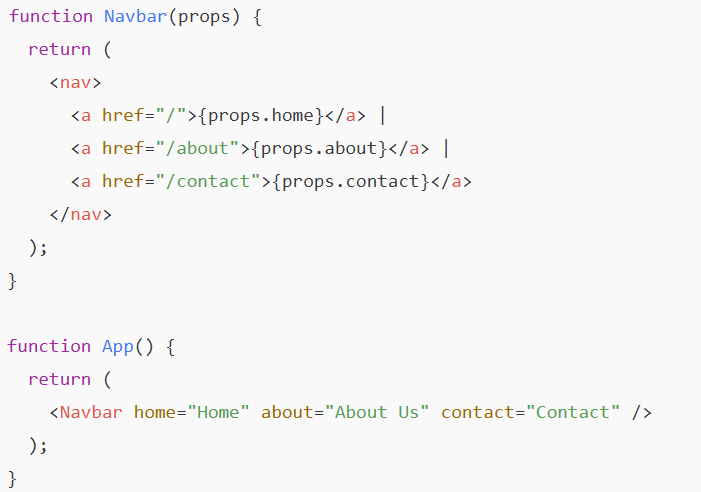 function Navbar(props) {
  return (
    <nav>
      <a href="/">{props.home}</a> |
      <a href="/about">{props.about}</a> |
      <a href="/contact">{props.contact}</a>
    </nav>
  );
}

function App() {
  return (
    <Navbar home="Home" about="About Us" contact="Contact" />
  );
}